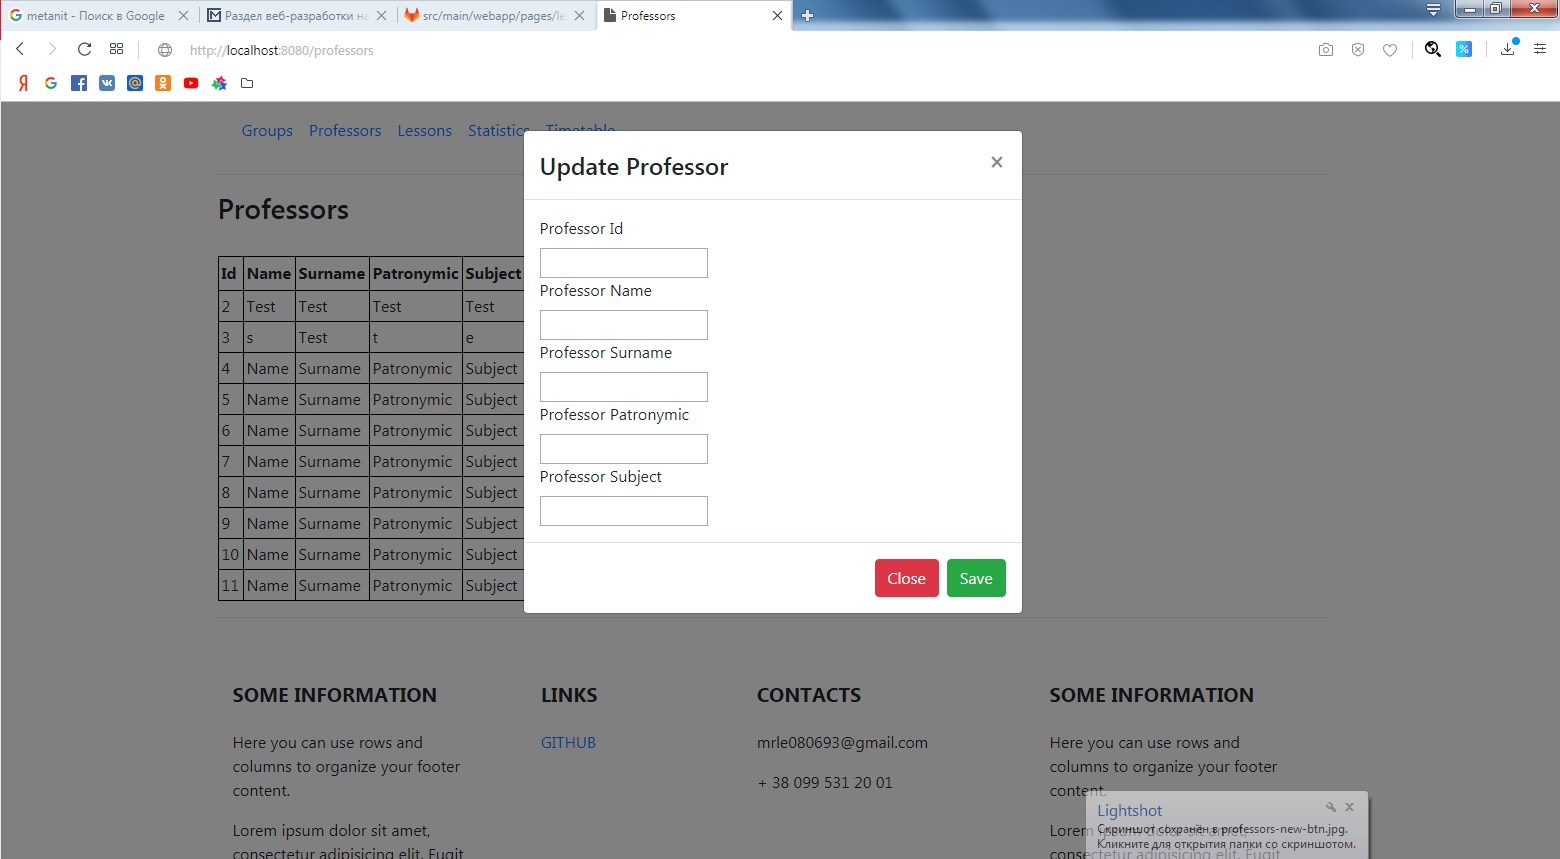 metanit - Поиск в Google
Раздел веб-разработки на
src/main/webapp/pages/le
Professors
http://localhost:8080/professors
Groups Professors Lessons Statistics Timetable
Professors
Id Name Surname Patronymic Subject
2 Test Test Test Test
3 s Test t e
4 Name Surname Patronymic Subject
5 Name Surname Patronymic Subject
6 Name Surname Patronymic Subject
7 Name Surname Patronymic Subject
8 Name Surname Patronymic Subject
9 Name Surname Patronymic Subject
10 Name Surname Patronymic Subject
11 Name Surname Patronymic Subject
Update Professor
×
Professor Id
Professor Name
Professor Surname
Professor Patronymic
Professor Subject
Close Save
SOME INFORMATION
Here you can use rows and
columns to organize your footer
content.
Lorem ipsum dolor sit amet,
consectetur adipisicing elit. Fugit
LINKS
GITHUB
CONTACTS
mrle080693@gmail.com
+ 38 099 531 20 01
SOME INFORMATION
Here you can use rows and
columns to organize your footer
content.
Lorem ipsum dolor sit amet,
consectetur adipisicing elit. Fugit
Lightshot
Скриншот сохранён в professors-new-btn.jpg.
Кликните для открытия папки со скриншотом.